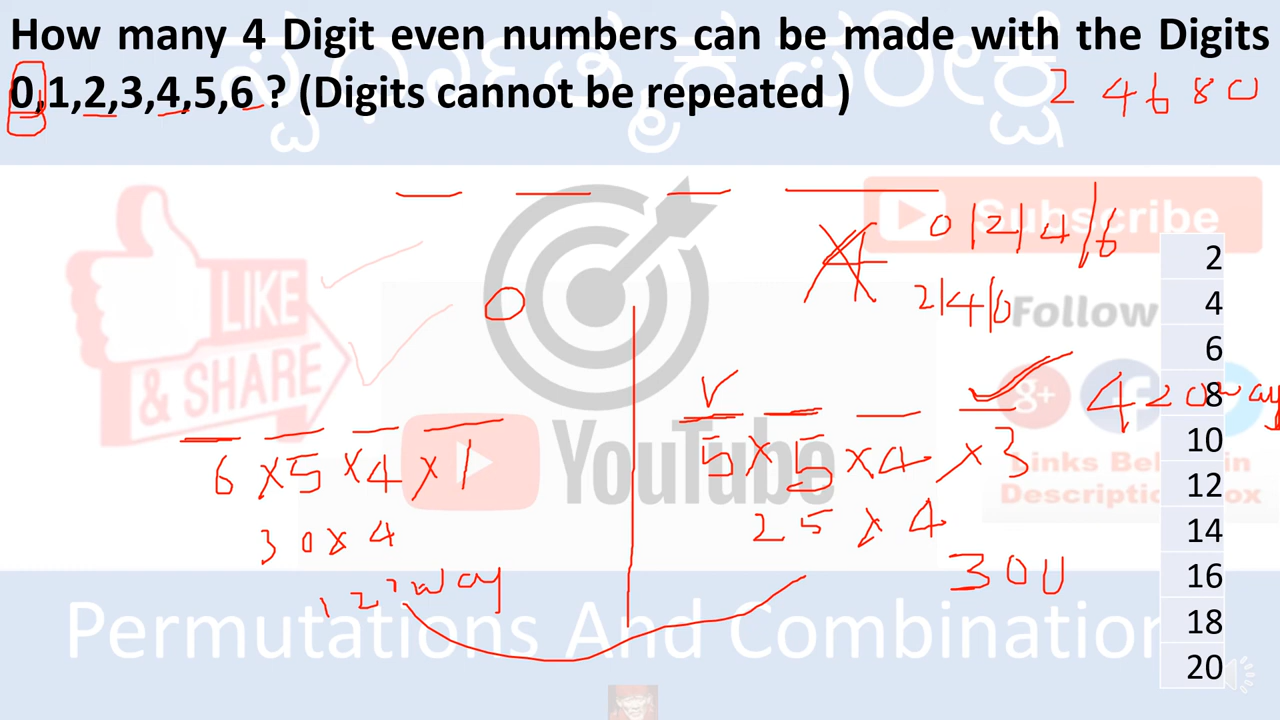 How many 4 Digit even numbers can be made with the Digits
0,1,2,3,4,5,6 ? (Digits cannot be repeated )
2 4 6 8 0
Subscribe
0|2|4|6
2|4|6
LIKE
& SHARE
Follow
0
YouTube
Links Below in
Description Box
6 x 5 x 4 x 1
30 x 4
way
5 x 5 x 4 x 3
25 x 4
300
420 way
2
4
6
8
10
12
14
16
18
20
Permutations And Combination